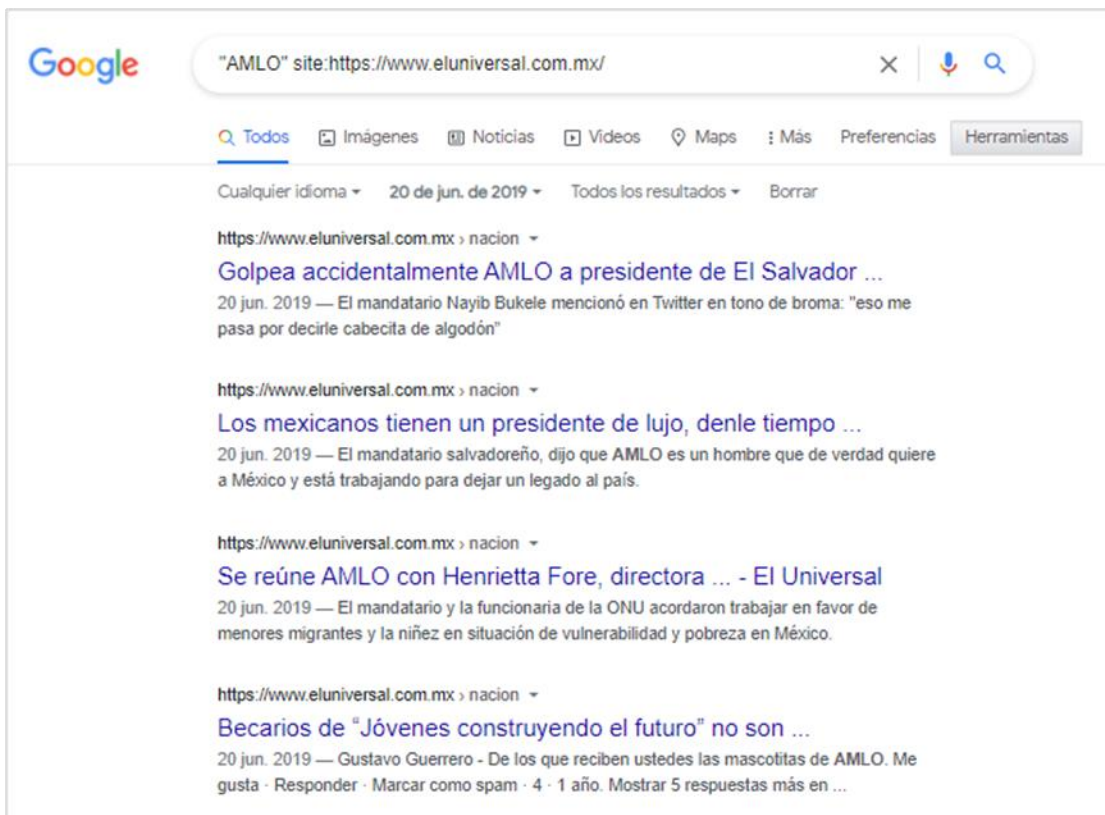 Google
"AMLO" site:https://www.eluniversal.com.mx/
Todos Imágenes Noticias Videos Maps Más Preferencias Herramientas
Cualquier idioma 20 de jun. de 2019 Todos los resultados Borrar
https://www.eluniversal.com.mx › nacion
Golpea accidentalmente AMLO a presidente de El Salvador ...
20 jun. 2019 — El mandatario Nayib Bukele mencionó en Twitter en tono de broma: "eso me
pasa por decirle cabecita de algodón”
https://www.eluniversal.com.mx › nacion
Los mexicanos tienen un presidente de lujo, denle tiempo ...
20 jun. 2019 — El mandatario salvadoreño, dijo que AMLO es un hombre que de verdad quiere
a México y está trabajando para dejar un legado al país.
https://www.eluniversal.com.mx › nacion
Se reúne AMLO con Henrietta Fore, directora ... - El Universal
20 jun. 2019 — El mandatario y la funcionaria de la ONU acordaron trabajar en favor de
menores migrantes y la niñez en situación de vulnerabilidad y pobreza en México.
https://www.eluniversal.com.mx › nacion
Becarios de “Jóvenes construyendo el futuro” no son ...
20 jun. 2019 — Gustavo Guerrero - De los que reciben ustedes las mascotitas de AMLO. Me
gusta · Responder · Marcar como spam · 4 · 1 año. Mostrar 5 respuestas más en ...